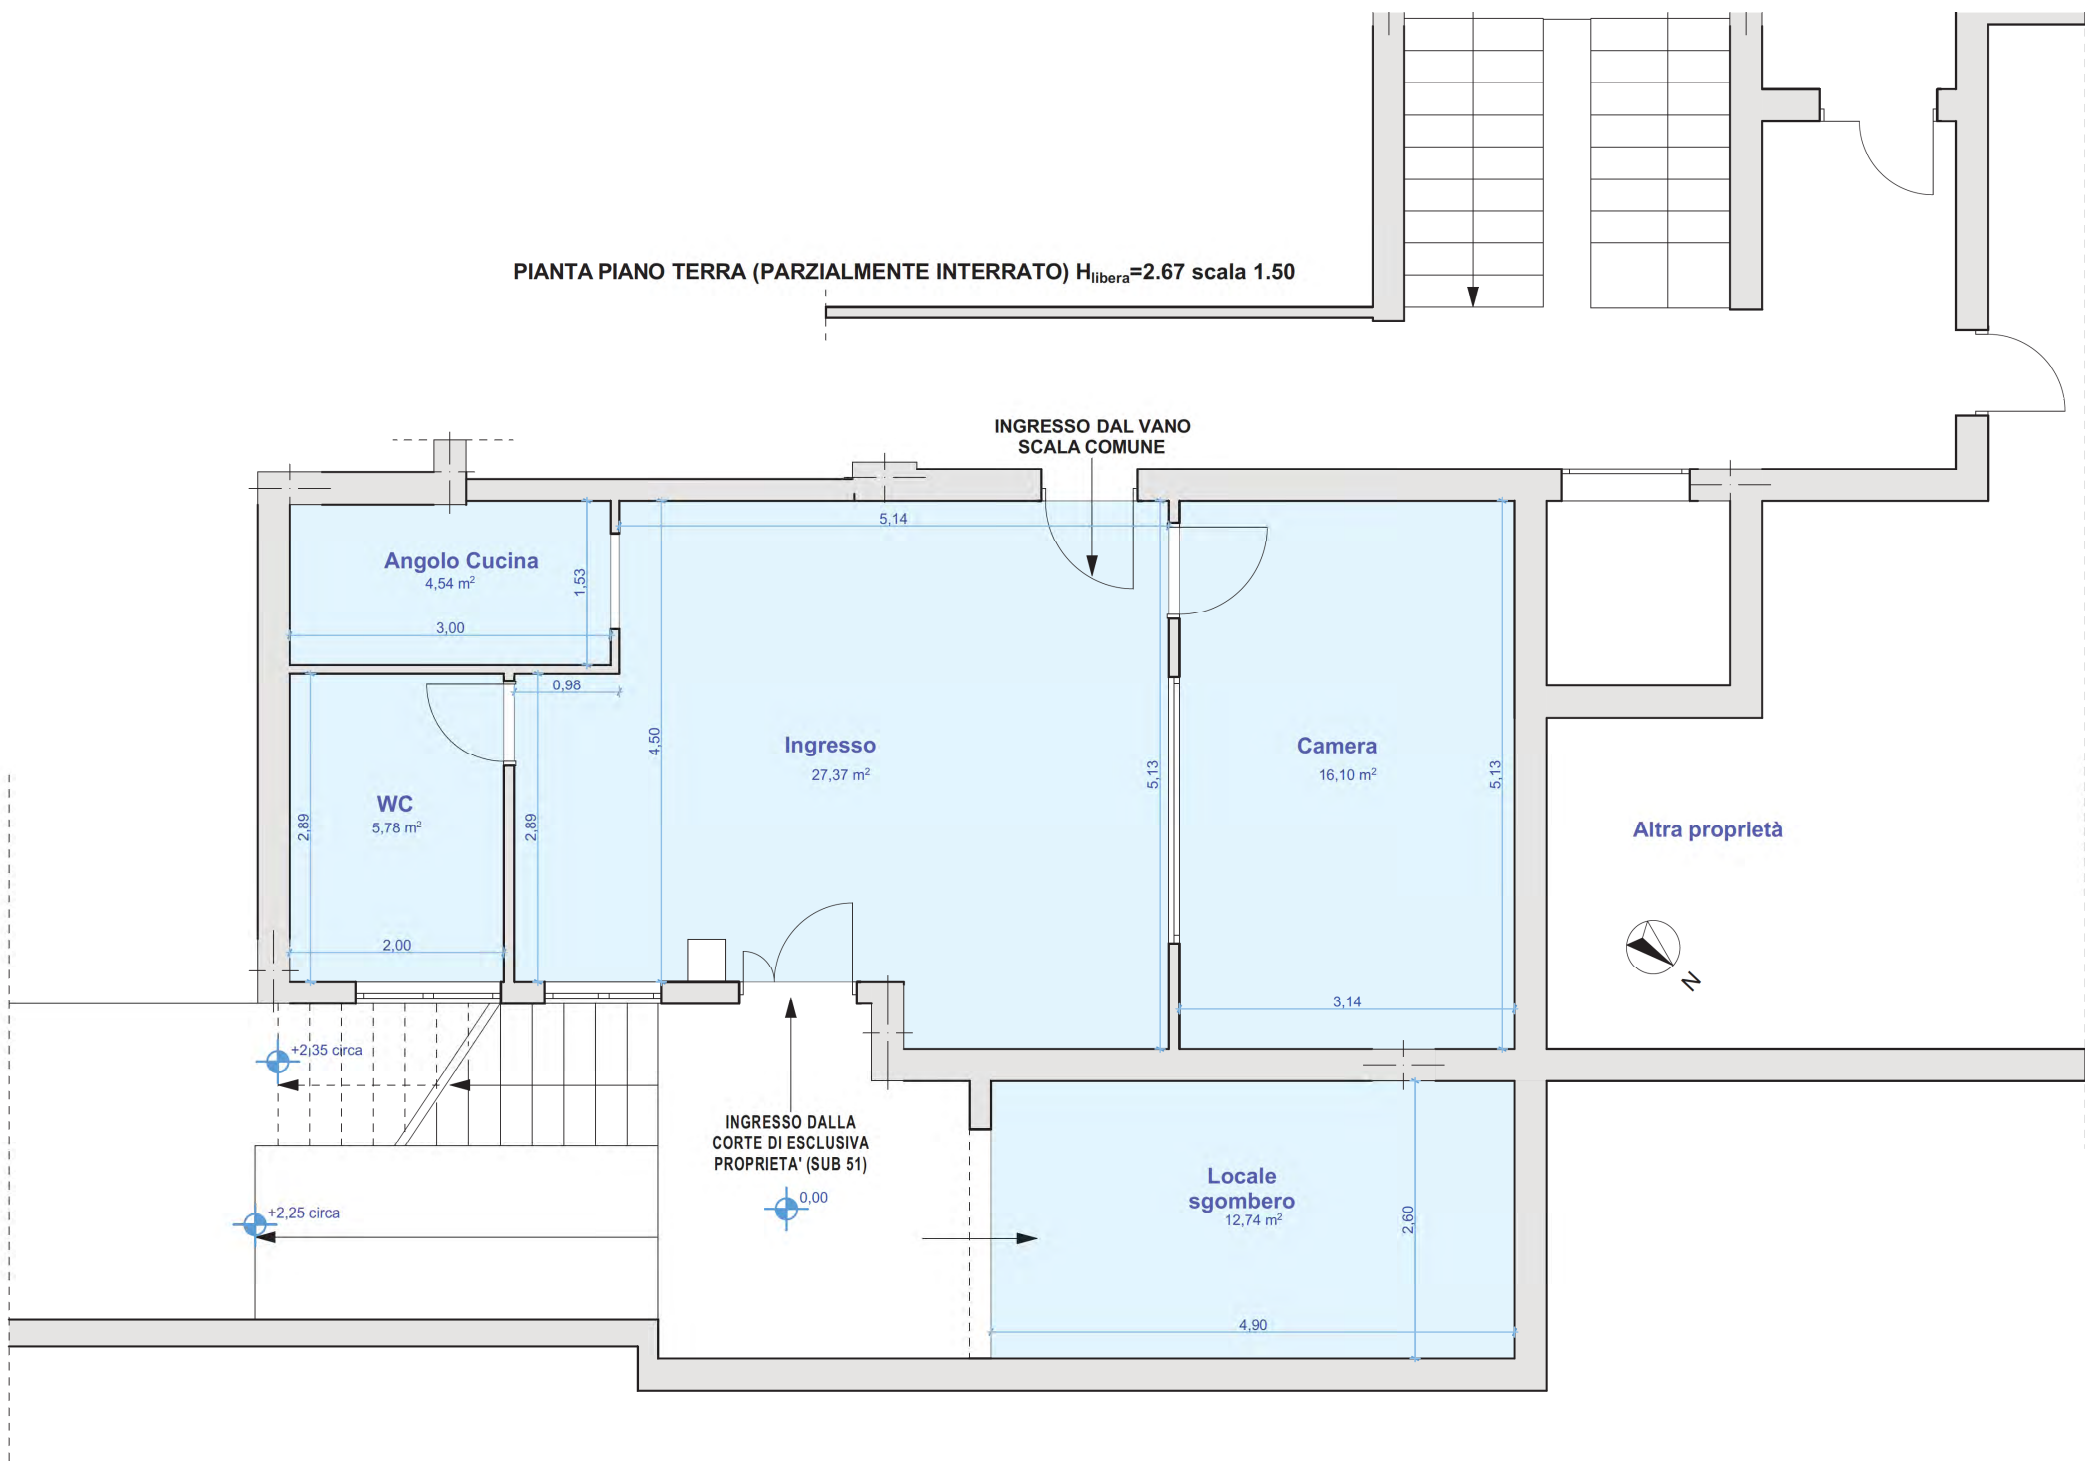 PIANTA PIANO TERRA (PARZIALMENTE INTERRATO) Hlibera=2.67 scala 1.50
INGRESSO DAL VANO
SCALA COMUNE
5,14
Angolo Cucina
4,54 m²
1,53
3,00
0,98
4,50
Ingresso
27,37 m²
5,13
Camera
16,10 m²
5,13
WC
5,78 m²
2,89
2,89
Altra proprietà
2,00
3,14
N
+2,35 circa
INGRESSO DALLA
CORTE DI ESCLUSIVA
PROPRIETA' (SUB 51)
0,00
+2,25 circa
Locale
sgombero
12,74 m²
2,60
4,90